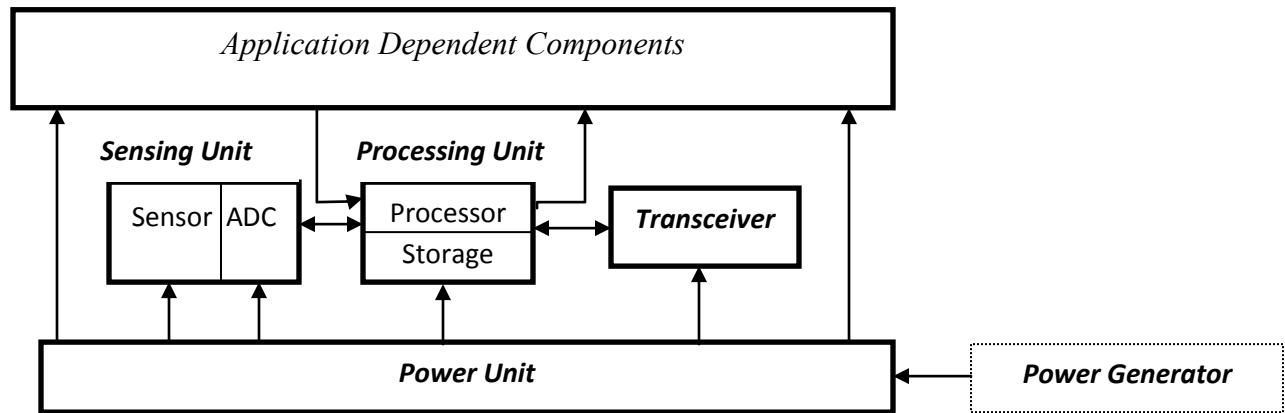 Application Dependent Components
Sensing Unit
Processing Unit
Sensor
ADC
Processor
Storage
Transceiver
Power Unit
Power Generator